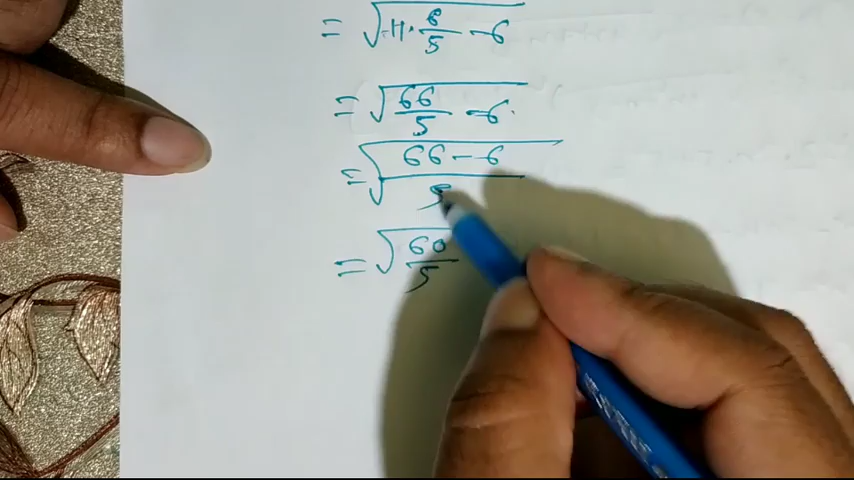 = √(11 · 6/5 - 6)
= √(66/5 - 6)
= √((66 - 6)/5)
= √(60/5)